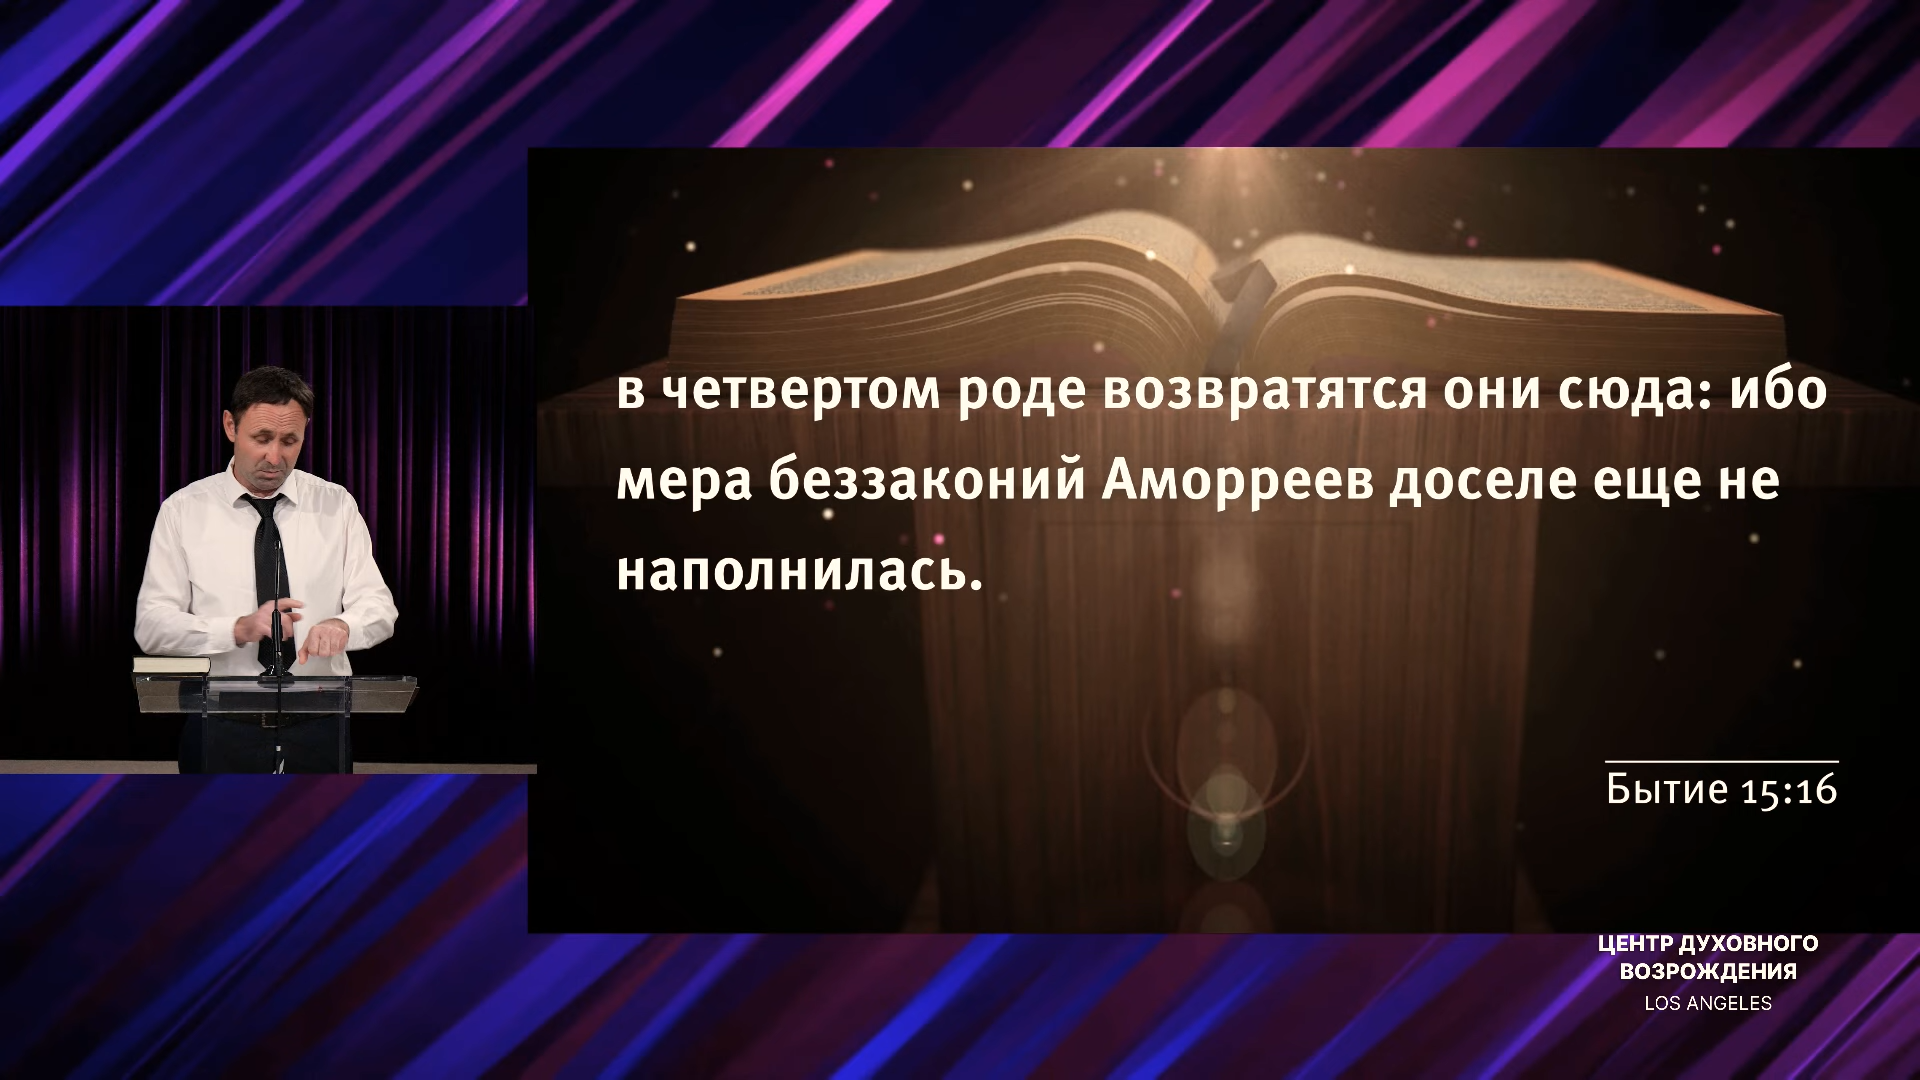 в четвертом роде возвратятся они сюда: ибо
мера беззаконий Аморреев доселе еще не
наполнилась.
Бытие 15:16
ЦЕНТР ДУХОВНОГО
ВОЗРОЖДЕНИЯ
LOS ANGELES